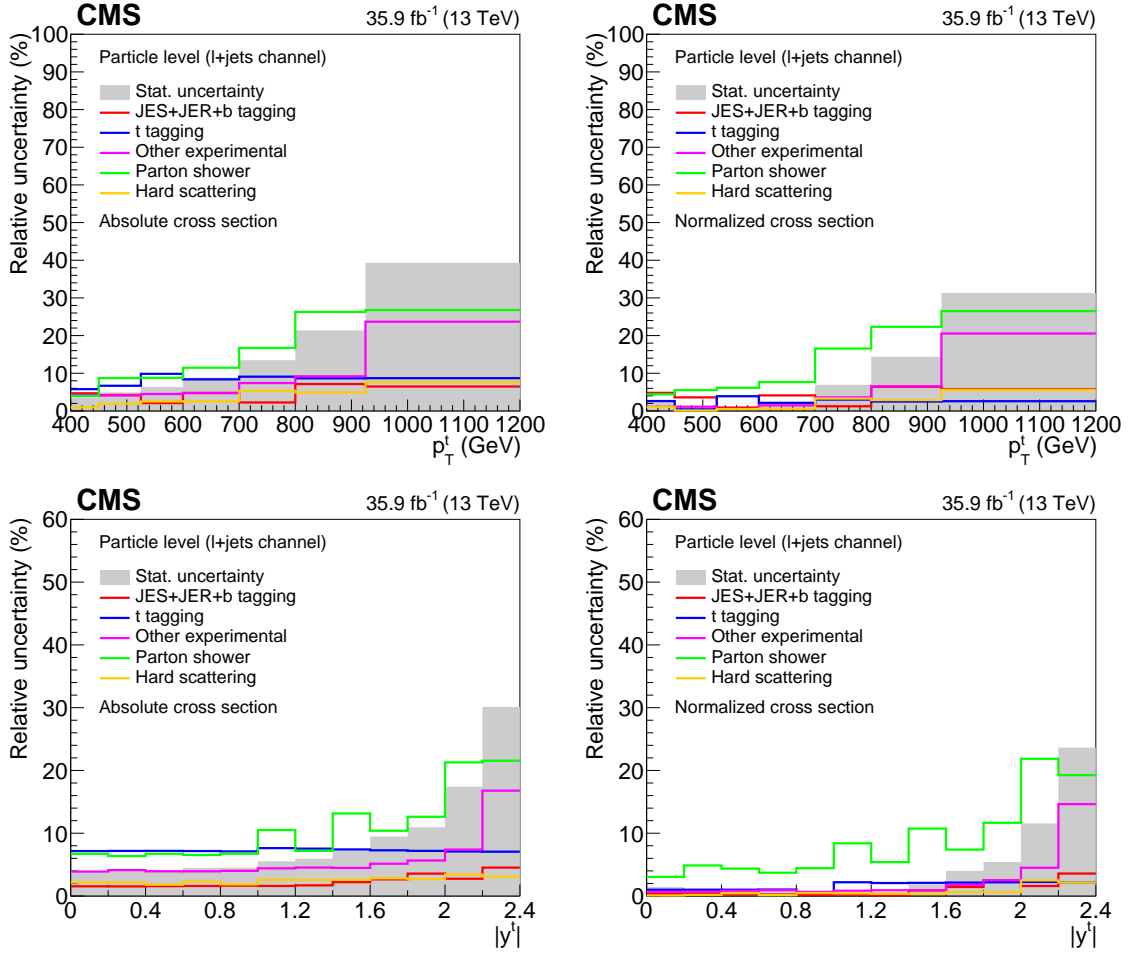 CMS 35.9 fb⁻¹ (13 TeV)
Relative uncertainty (%)
100
90
80
70
60
50
40
30
20
10
0
Particle level (l+jets channel)
Stat. uncertainty
JES+JER+b tagging
t tagging
Other experimental
Parton shower
Hard scattering
Absolute cross section
400 500 600 700 800 900 1000 1100 1200
p_T^t (GeV)
CMS 35.9 fb⁻¹ (13 TeV)
Relative uncertainty (%)
100
90
80
70
60
50
40
30
20
10
0
Particle level (l+jets channel)
Stat. uncertainty
JES+JER+b tagging
t tagging
Other experimental
Parton shower
Hard scattering
Normalized cross section
400 500 600 700 800 900 1000 1100 1200
p_T^t (GeV)
CMS 35.9 fb⁻¹ (13 TeV)
Relative uncertainty (%)
60
50
40
30
20
10
0
Particle level (l+jets channel)
Stat. uncertainty
JES+JER+b tagging
t tagging
Other experimental
Parton shower
Hard scattering
Absolute cross section
0 0.4 0.8 1.2 1.6 2 2.4
|y^t|
CMS 35.9 fb⁻¹ (13 TeV)
Relative uncertainty (%)
60
50
40
30
20
10
0
Particle level (l+jets channel)
Stat. uncertainty
JES+JER+b tagging
t tagging
Other experimental
Parton shower
Hard scattering
Normalized cross section
0 0.4 0.8 1.2 1.6 2 2.4
|y^t|